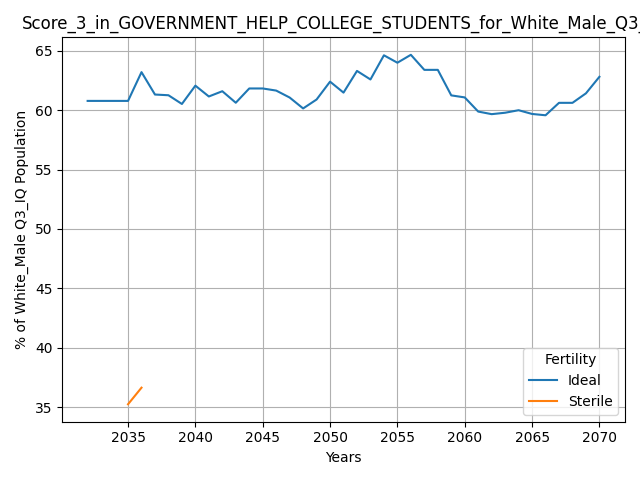 Score_3_in_GOVERNMENT_HELP_COLLEGE_STUDENTS_for_White_Male_Q3_
65
60
55
50
45
40
35
% of White_Male Q3_IQ Population
2035 2040 2045 2050 2055 2060 2065 2070
Years
Fertility
Ideal
Sterile